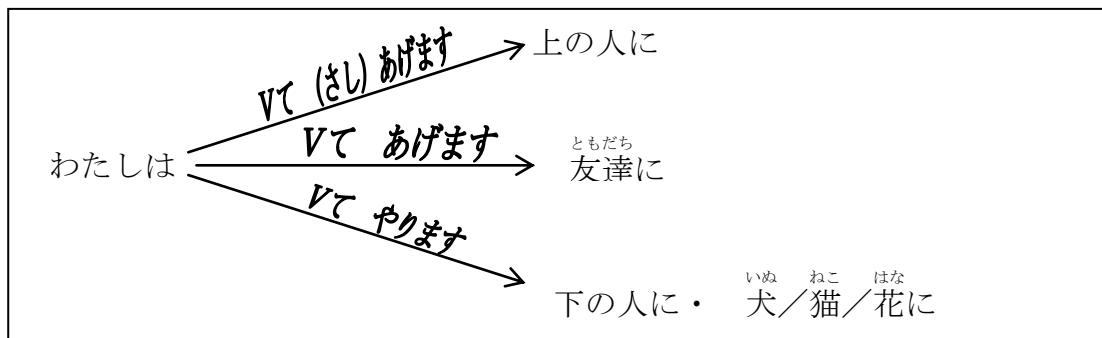 Vて (さし) あげます
上の人に
Vて あげます
わたしは
ともだち
友達に
Vて やります
いぬ ねこ はな
下の人に・ 犬／猫／花に